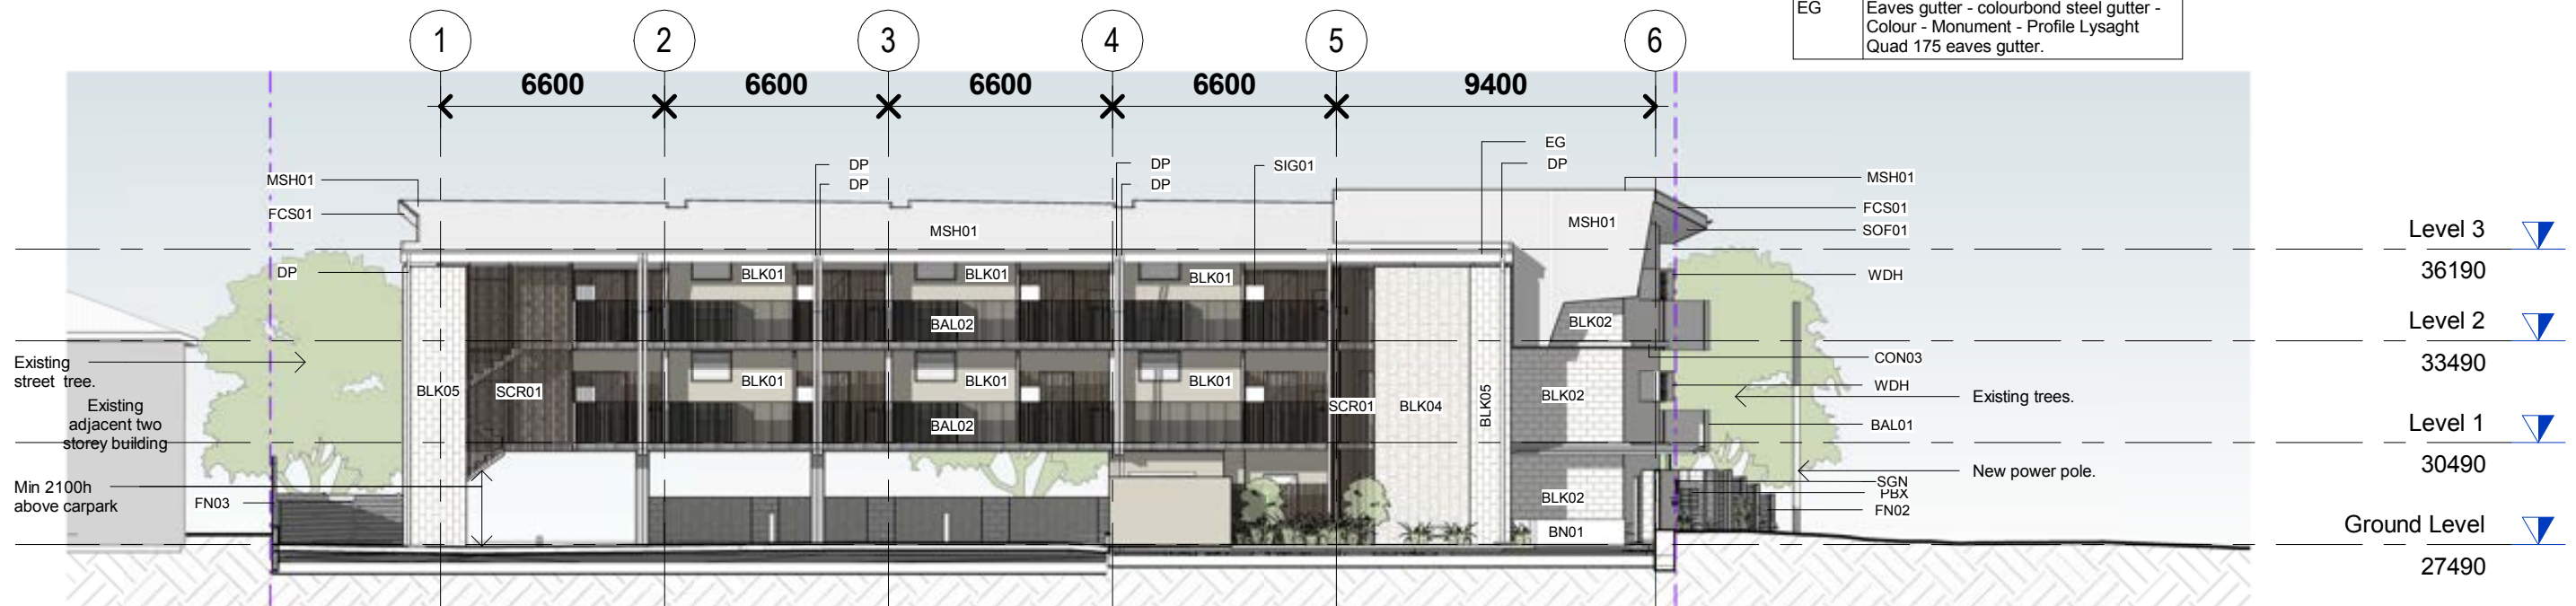 EG Eaves gutter - colourbond steel gutter -
Colour - Monument - Profile Lysaght
Quad 175 eaves gutter.
1 2 3 4 5 6
6600 6600 6600 6600 9400
EG
DP DP SIG01 DP
DP DP
MSH01 MSH01
FCS01 FCS01
MSH01 MSH01 SOF01
Level 3
36190
DP BLK01 BLK01 BLK01 WDH
Level 2
33490
BAL02 BLK02
CON03
Existing
street tree.
BLK05 SCR01 BLK01 BLK01 BLK01 WDH
SCR01 BLK04 BLK05 BLK02 Existing trees.
Existing
adjacent two
storey building
BAL02 BAL01
Level 1
30490
New power pole.
Min 2100h
above carpark
FN03
BLK02
SGN
PBX
FN02
BN01
Ground Level
27490